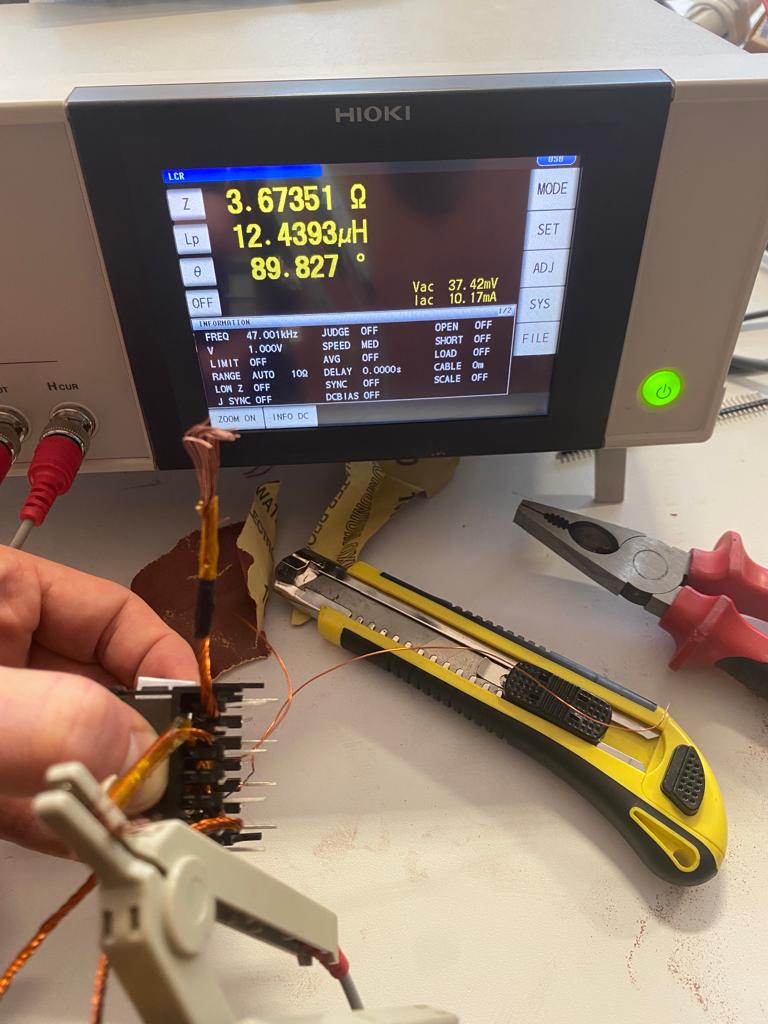 HIOKI
LCR
USB
Z 3.67351 Ω
MODE
Lp 12.4393μH
SET
θ 89.827 °
ADJ
OFF
Vac 37.42mV
Iac 10.17mA
SYS
INFORMATION 1/2
FILE
FREQ 47.001kHz JUDGE OFF OPEN OFF
V 1.000V SPEED MED SHORT OFF
LIMIT OFF AVG OFF LOAD OFF
RANGE AUTO 10Ω DELAY 0.0000s CABLE 0m
LOW Z OFF SYNC OFF SCALE OFF
J SYNC OFF DCBIAS OFF
ZOOM ON INFO DC
HCUR
WAT